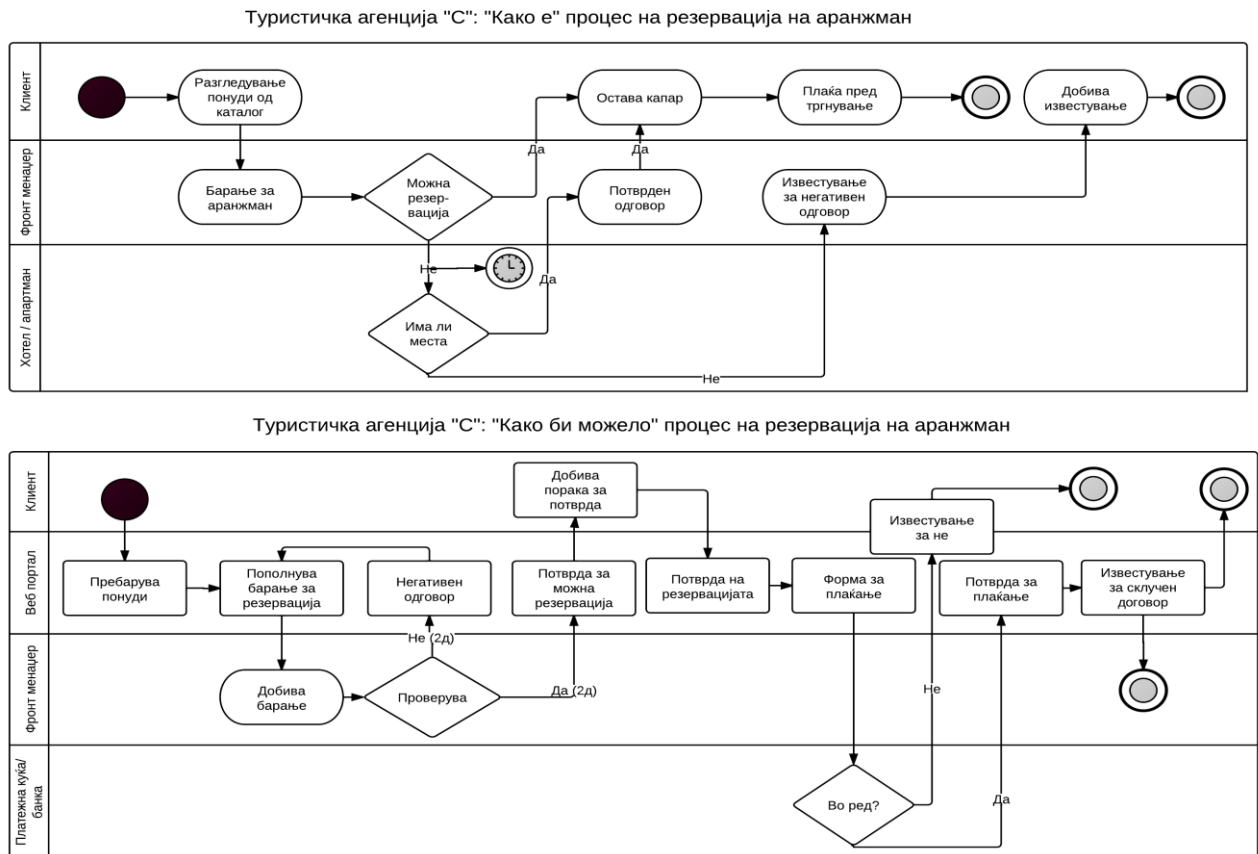 Туристичка агенција "С": "Како е" процес на резервација на аранжман
Клиент
Разгледување
понуди од
каталог
Остава капар
Плаќа пред
тргнување
Добива
известување
Фронт менаџер
Барање за
аранжман
Можна
резер-
вација
Да
Да
Потврден
одговор
Известување
за негативен
одговор
Хотел / апартман
Не
Да
Има ли
места
Не
Туристичка агенција "С": "Како би можело" процес на резервација на аранжман
Клиент
Добива
порака за
потврда
Известување
за не
Веб портал
Пребарува
понуди
Пополнува
барање за
резервација
Негативен
одговор
Потврда за
можна
резервација
Потврда на
резервацијата
Форма за
плаќање
Потврда за
плаќање
Известување
за склучен
договор
Фронт менаџер
Добива
барање
Не (2д)
Проверува
Да (2д)
Не
Платежна куќа/
банка
Во ред?
Да